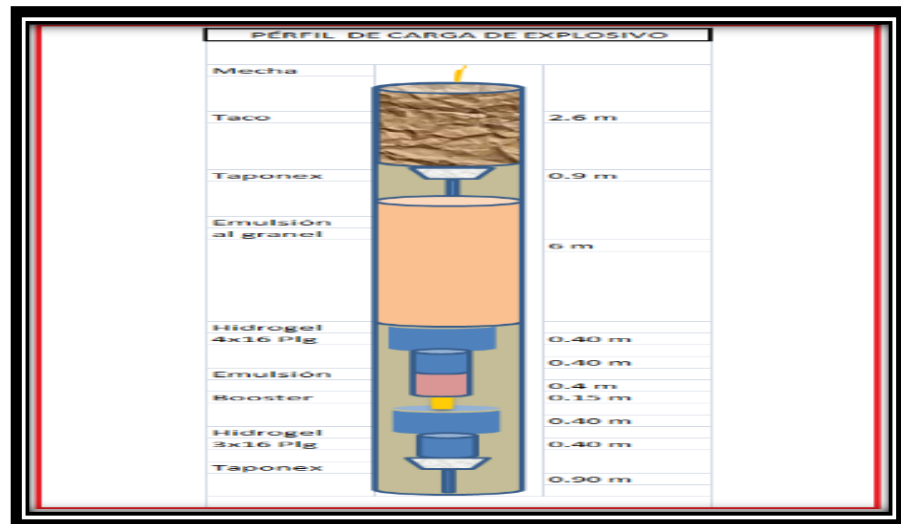 PÉRFIL DE CARGA DE EXPLOSIVO
Mecha
Taco 2.6 m
Taponex 0.9 m
Emulsión
al granel
6 m
Hidrogel
4x16 Plg 0.40 m
0.40 m
Emulsión
0.4 m
Booster 0.15 m
0.40 m
Hidrogel
3x16 Plg 0.40 m
Taponex
0.90 m